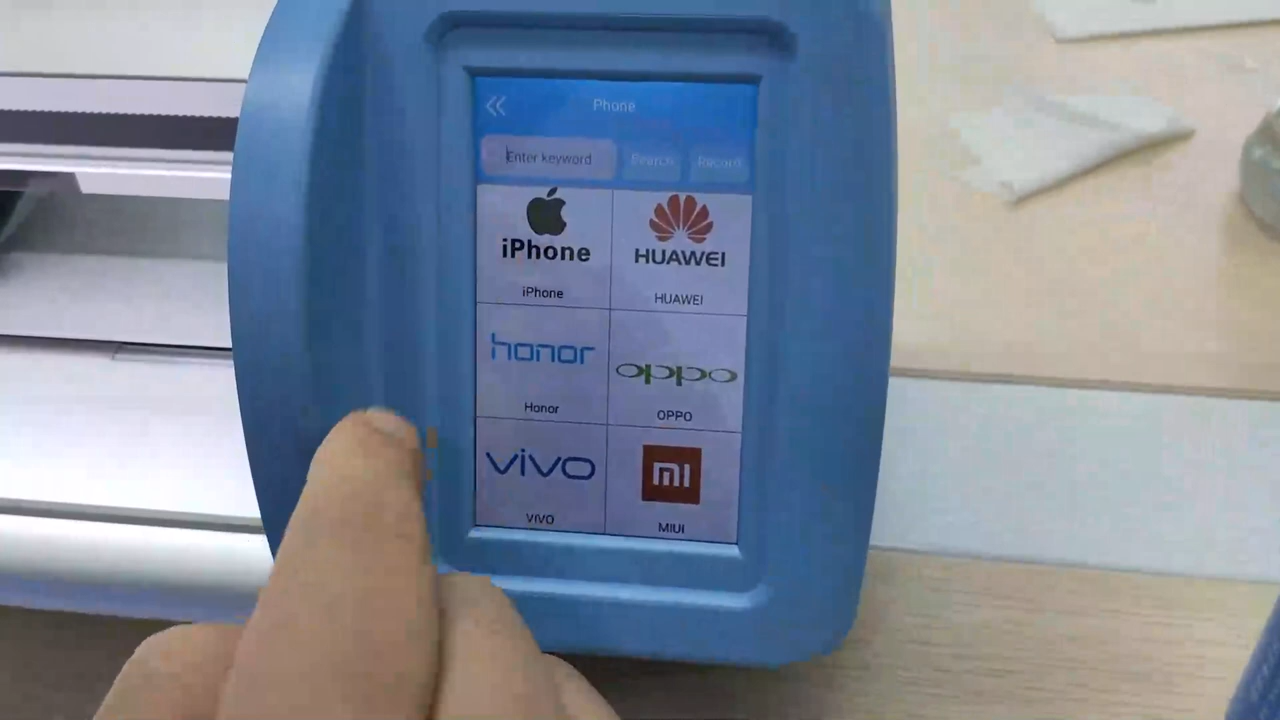 Phone
Enter keyword Search Record
iPhone HUAWEI
iPhone HUAWEI
honor oppo
Honor OPPO
vivo mi
VIVO MIUI